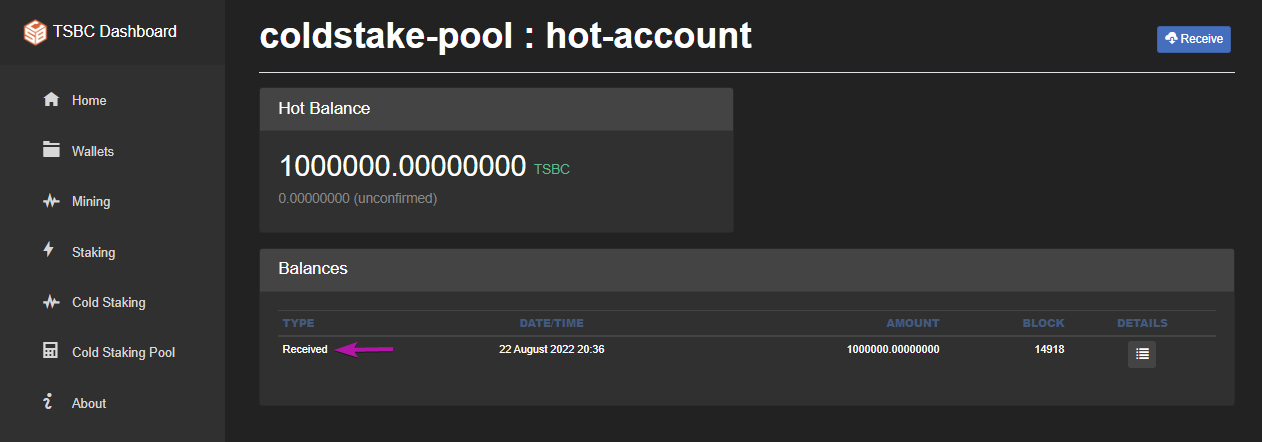 TSBC Dashboard
coldstake-pool : hot-account
Receive
Home
Wallets
Mining
Staking
Cold Staking
Cold Staking Pool
About
Hot Balance
1000000.00000000 TSBC
0.00000000 (unconfirmed)
Balances
TYPE DATE/TIME AMOUNT BLOCK DETAILS
Received 22 August 2022 20:36 1000000.00000000 14918